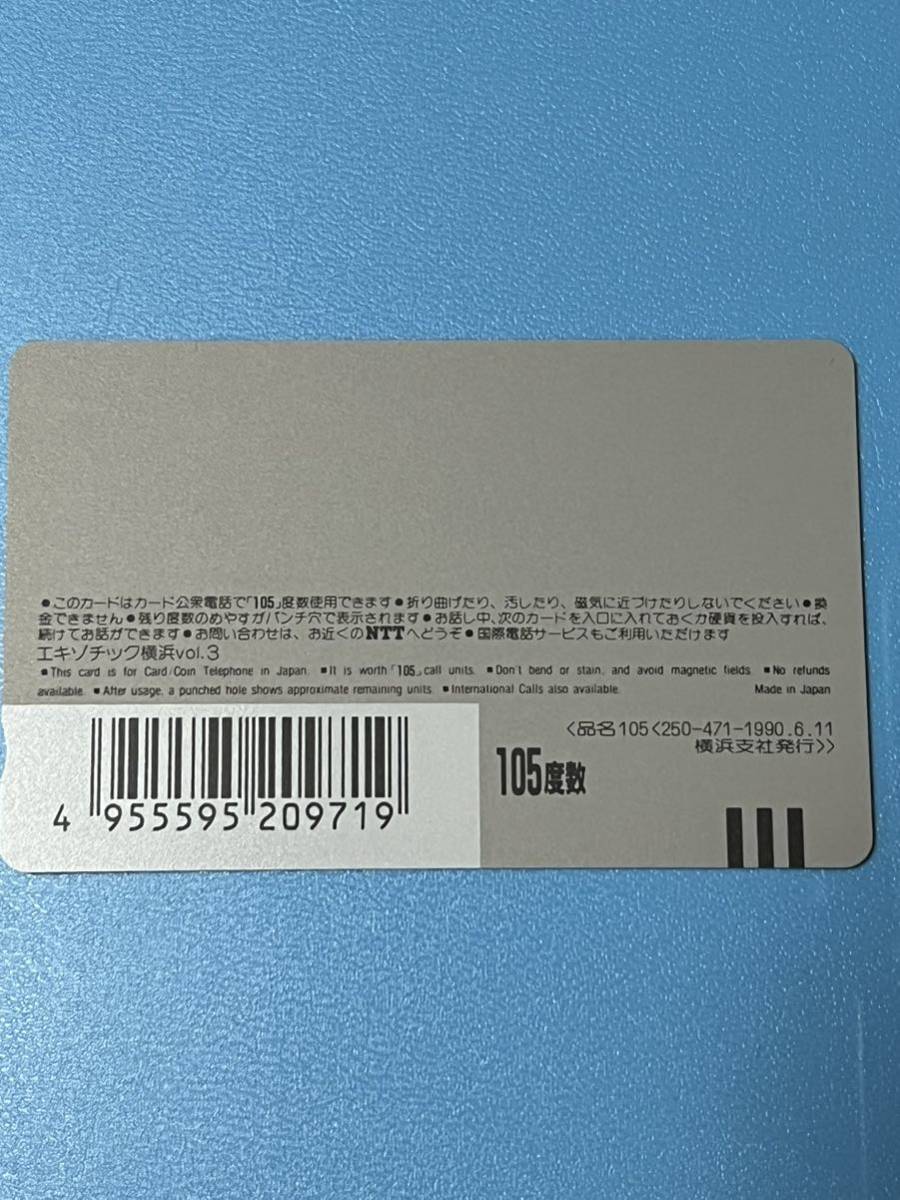 ●このカードはカード公衆電話で「105」度数使用できます●折り曲げたり、汚したり、磁気に近づけたりしないでください●換
金できません●残り度数のめやすがパンチ穴で表示されます●お話し中、次のカードを入口に入れておくか硬貨を投入すれば、
続けてお話ができます●お問い合わせは、お近くのNTTへどうぞ●国際電話サービスもご利用いただけます
エキゾチック横浜vol.3
■This card is for Card/Coin Telephone in Japan. ■It is worth「105」call units. ■Don't bend or stain, and avoid magnetic fields. ■No refunds
available. ■After usage, a punched hole shows approximate remaining units. ■International Calls also available. Made in Japan
〈品名105〈250-471-1990.6.11
横浜支社発行〉〉
105度数
4 955595 209719